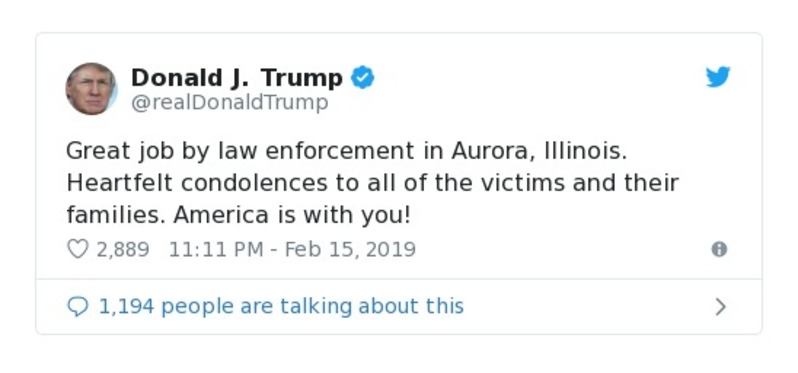 Donald J. Trump
@realDonaldTrump
Great job by law enforcement in Aurora, Illinois.
Heartfelt condolences to all of the victims and their
families. America is with you!
2,889 11:11 PM - Feb 15, 2019
1,194 people are talking about this